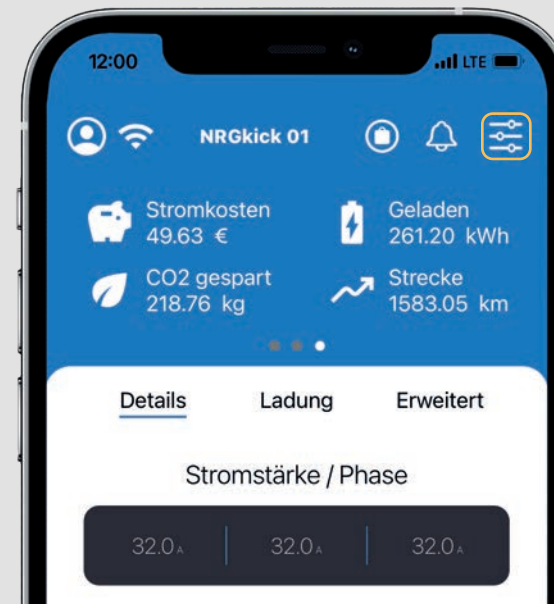 12:00
LTE
NRGkick 01
Stromkosten
49.63 €
Geladen
261.20 kWh
CO2 gespart
218.76 kg
Strecke
1583.05 km
Details Ladung Erweitert
Stromstärke / Phase
32.0 A 32.0 A 32.0 A